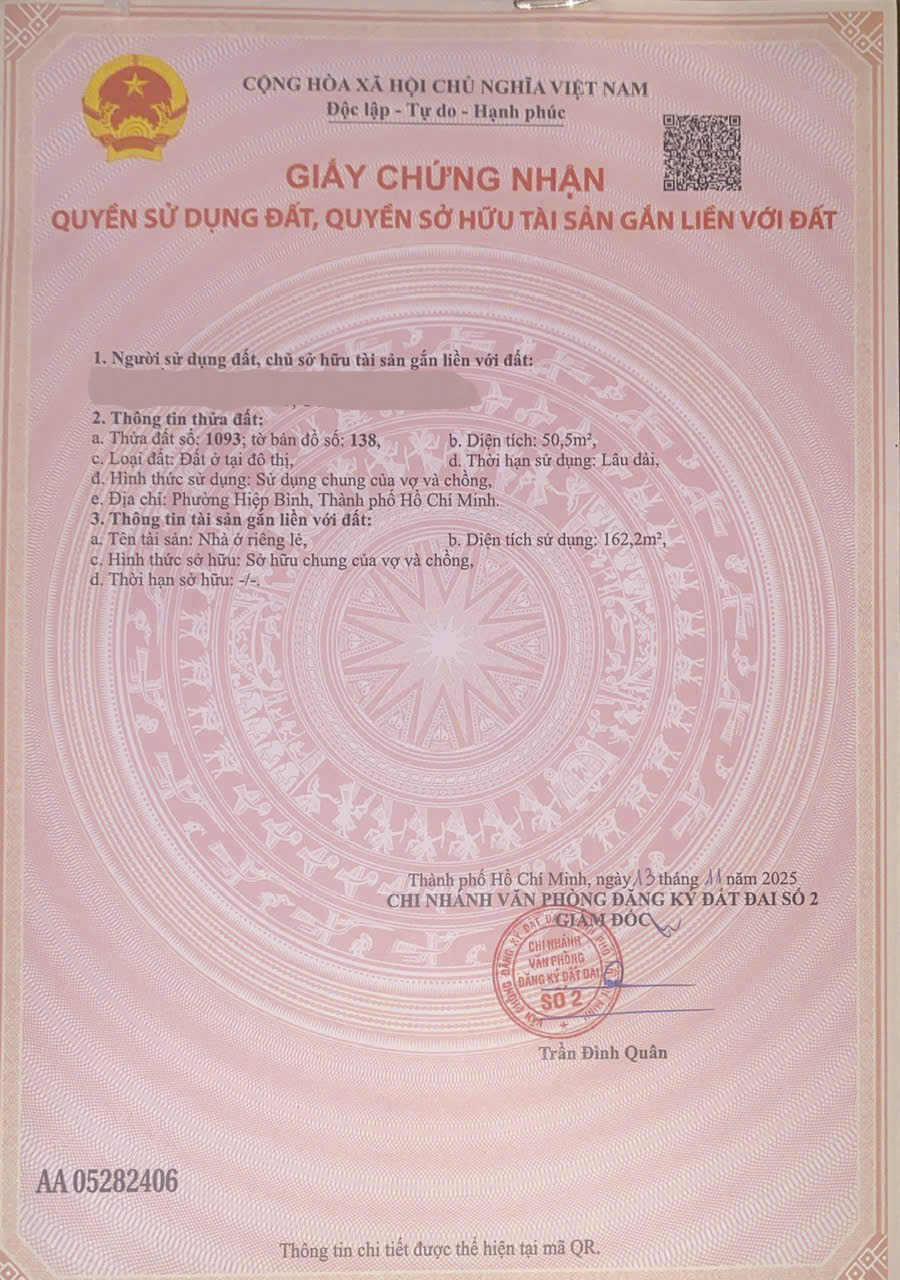 CỘNG HÒA XÃ HỘI CHỦ NGHĨA VIỆT NAM
Độc lập - Tự do - Hạnh phúc
GIẤY CHỨNG NHẬN
QUYỀN SỬ DỤNG ĐẤT, QUYỀN SỞ HỮU TÀI SẢN GẮN LIỀN VỚI ĐẤT
1. Người sử dụng đất, chủ sở hữu tài sản gắn liền với đất:
2. Thông tin thửa đất:
a. Thửa đất số: 1093; tờ bản đồ số: 138, b. Diện tích: 50,5m²,
c. Loại đất: Đất ở tại đô thị, d. Thời hạn sử dụng: Lâu dài,
đ. Hình thức sử dụng: Sử dụng chung của vợ và chồng,
e. Địa chỉ: Phường Hiệp Bình, Thành phố Hồ Chí Minh.
3. Thông tin tài sản gắn liền với đất:
a. Tên tài sản: Nhà ở riêng lẻ, b. Diện tích sử dụng: 162,2m²,
c. Hình thức sở hữu: Sở hữu chung của vợ và chồng,
d. Thời hạn sở hữu: -/-.
Thành phố Hồ Chí Minh, ngày 13 tháng 11 năm 2025
CHI NHÁNH VĂN PHÒNG ĐĂNG KÝ ĐẤT ĐAI SỐ 2
GIÁM ĐỐC
CHI NHÁNH
VĂN PHÒNG
ĐĂNG KÝ ĐẤT ĐAI
SỐ 2
Trần Đình Quân
AA 05282406
Thông tin chi tiết được thể hiện tại mã QR.